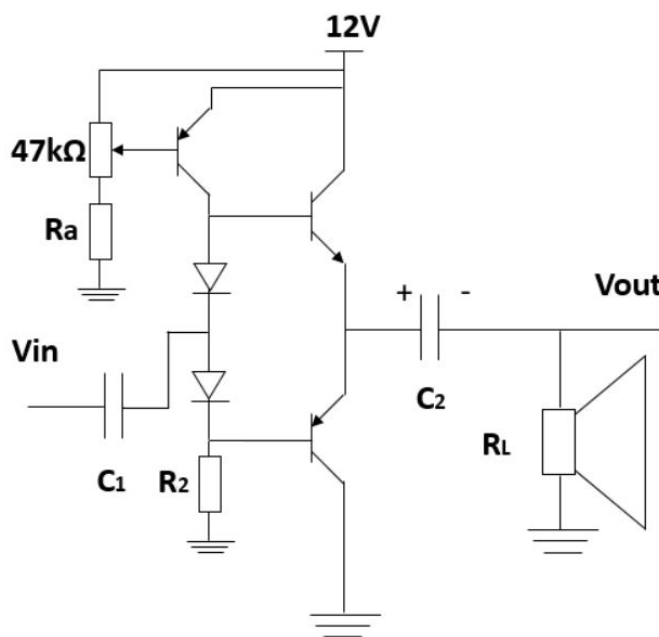 12V
47kΩ
Ra
Vin
C1
R2
+ -
C2
Vout
RL